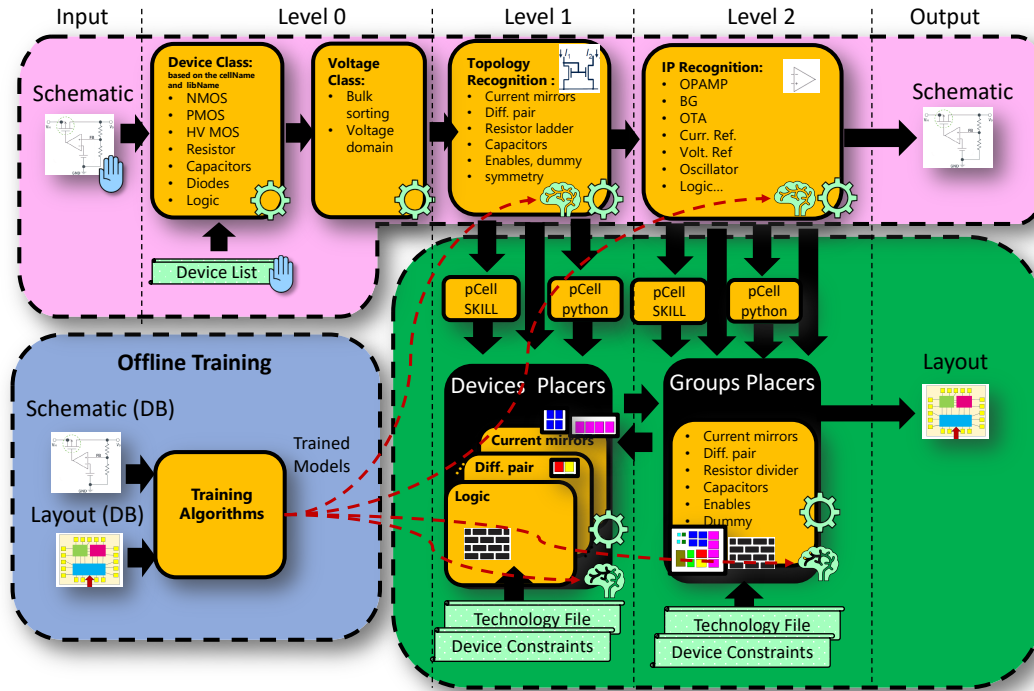 Input
Level 0
Level 1
Level 2
Output
Schematic
Device Class:
based on the cellName
and libName
• NMOS
• PMOS
• HV MOS
• Resistor
• Capacitors
• Diodes
• Logic
Device List
Voltage
Class:
• Bulk
sorting
• Voltage
domain
Topology
Recognition :
• Current mirrors
• Diff. pair
• Resistor ladder
• Capacitors
• Enables, dummy
• symmetry
IP Recognition:
• OPAMP
• BG
• OTA
• Curr. Ref.
• Volt. Ref
• Oscillator
• Logic...
Schematic
pCell
SKILL
pCell
python
pCell
SKILL
pCell
python
Offline Training
Schematic (DB)
Layout (DB)
Training
Algorithms
Trained
Models
Devices Placers
Current mirrors
Diff. pair
Logic
Technology File
Device Constraints
Groups Placers
• Current mirrors
• Diff. pair
• Resistor divider
• Capacitors
• Enables
• Dummy
Technology File
Device Constraints
Layout